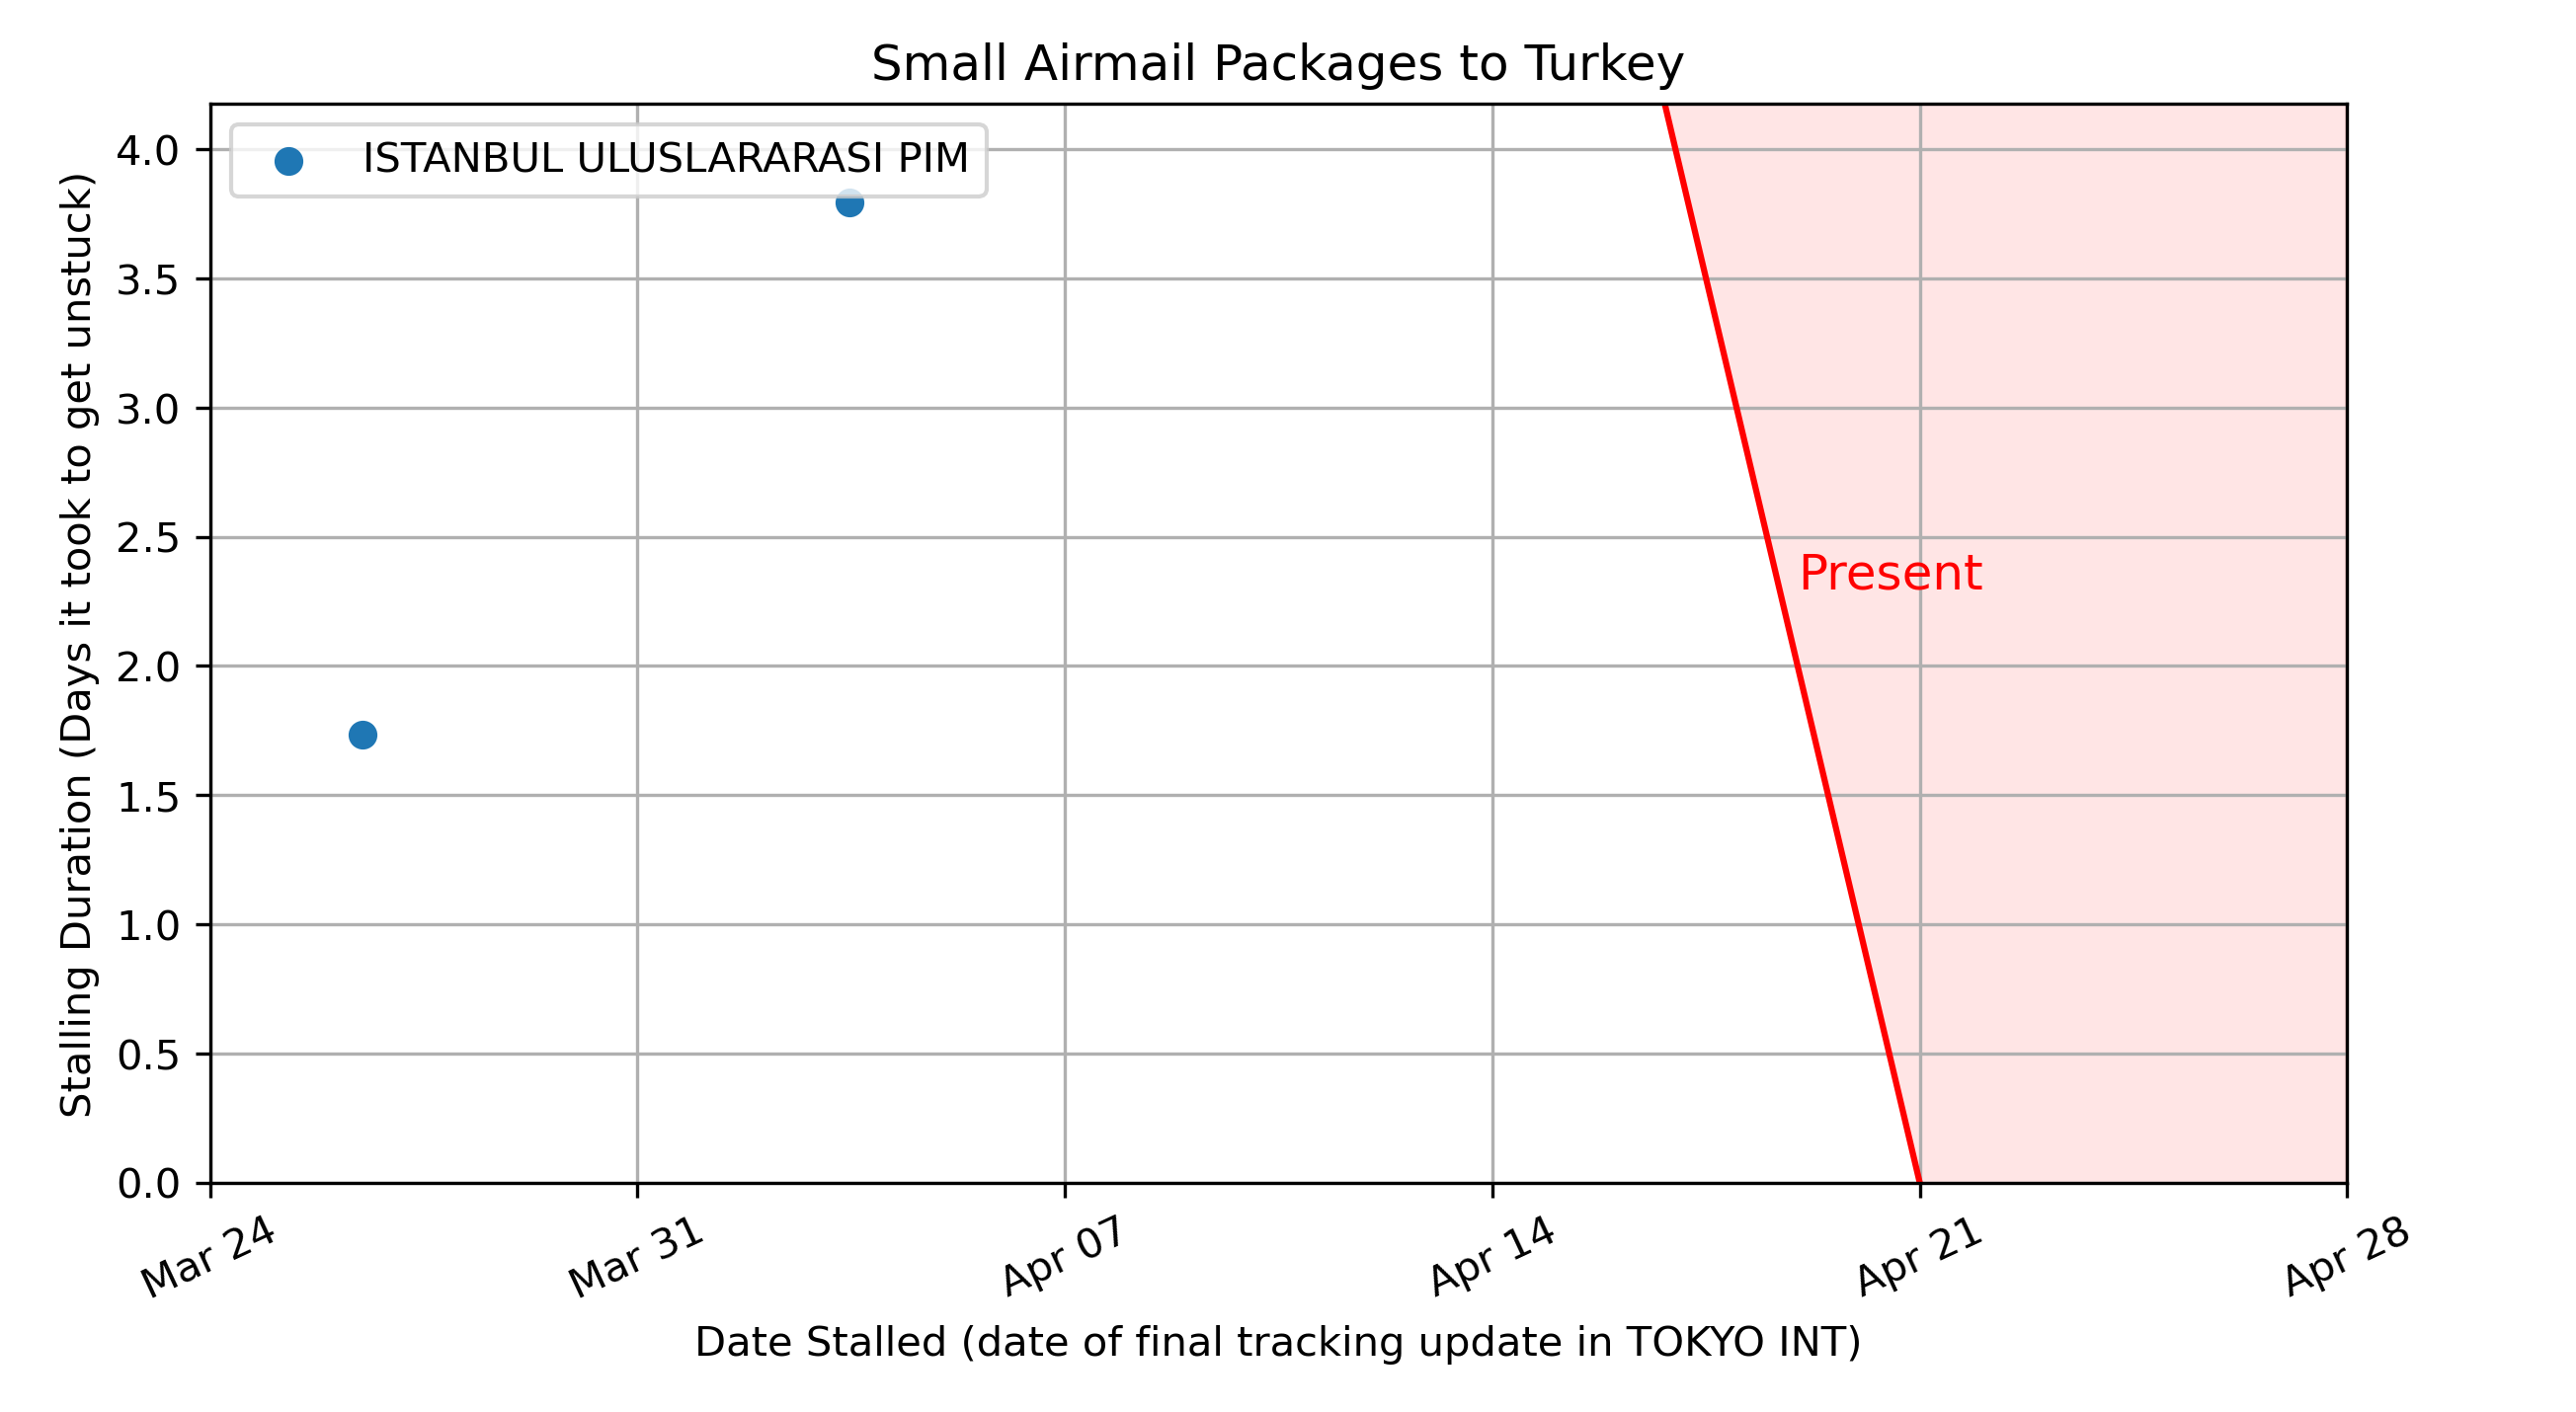 Small Airmail Packages to Turkey
ISTANBUL ULUSLARARASI PIM
Stalling Duration (Days it took to get unstuck)
4.0
3.5
3.0
2.5
2.0
1.5
1.0
0.5
0.0
Present
Mar 24
Mar 31
Apr 07
Apr 14
Apr 21
Apr 28
Date Stalled (date of final tracking update in TOKYO INT)